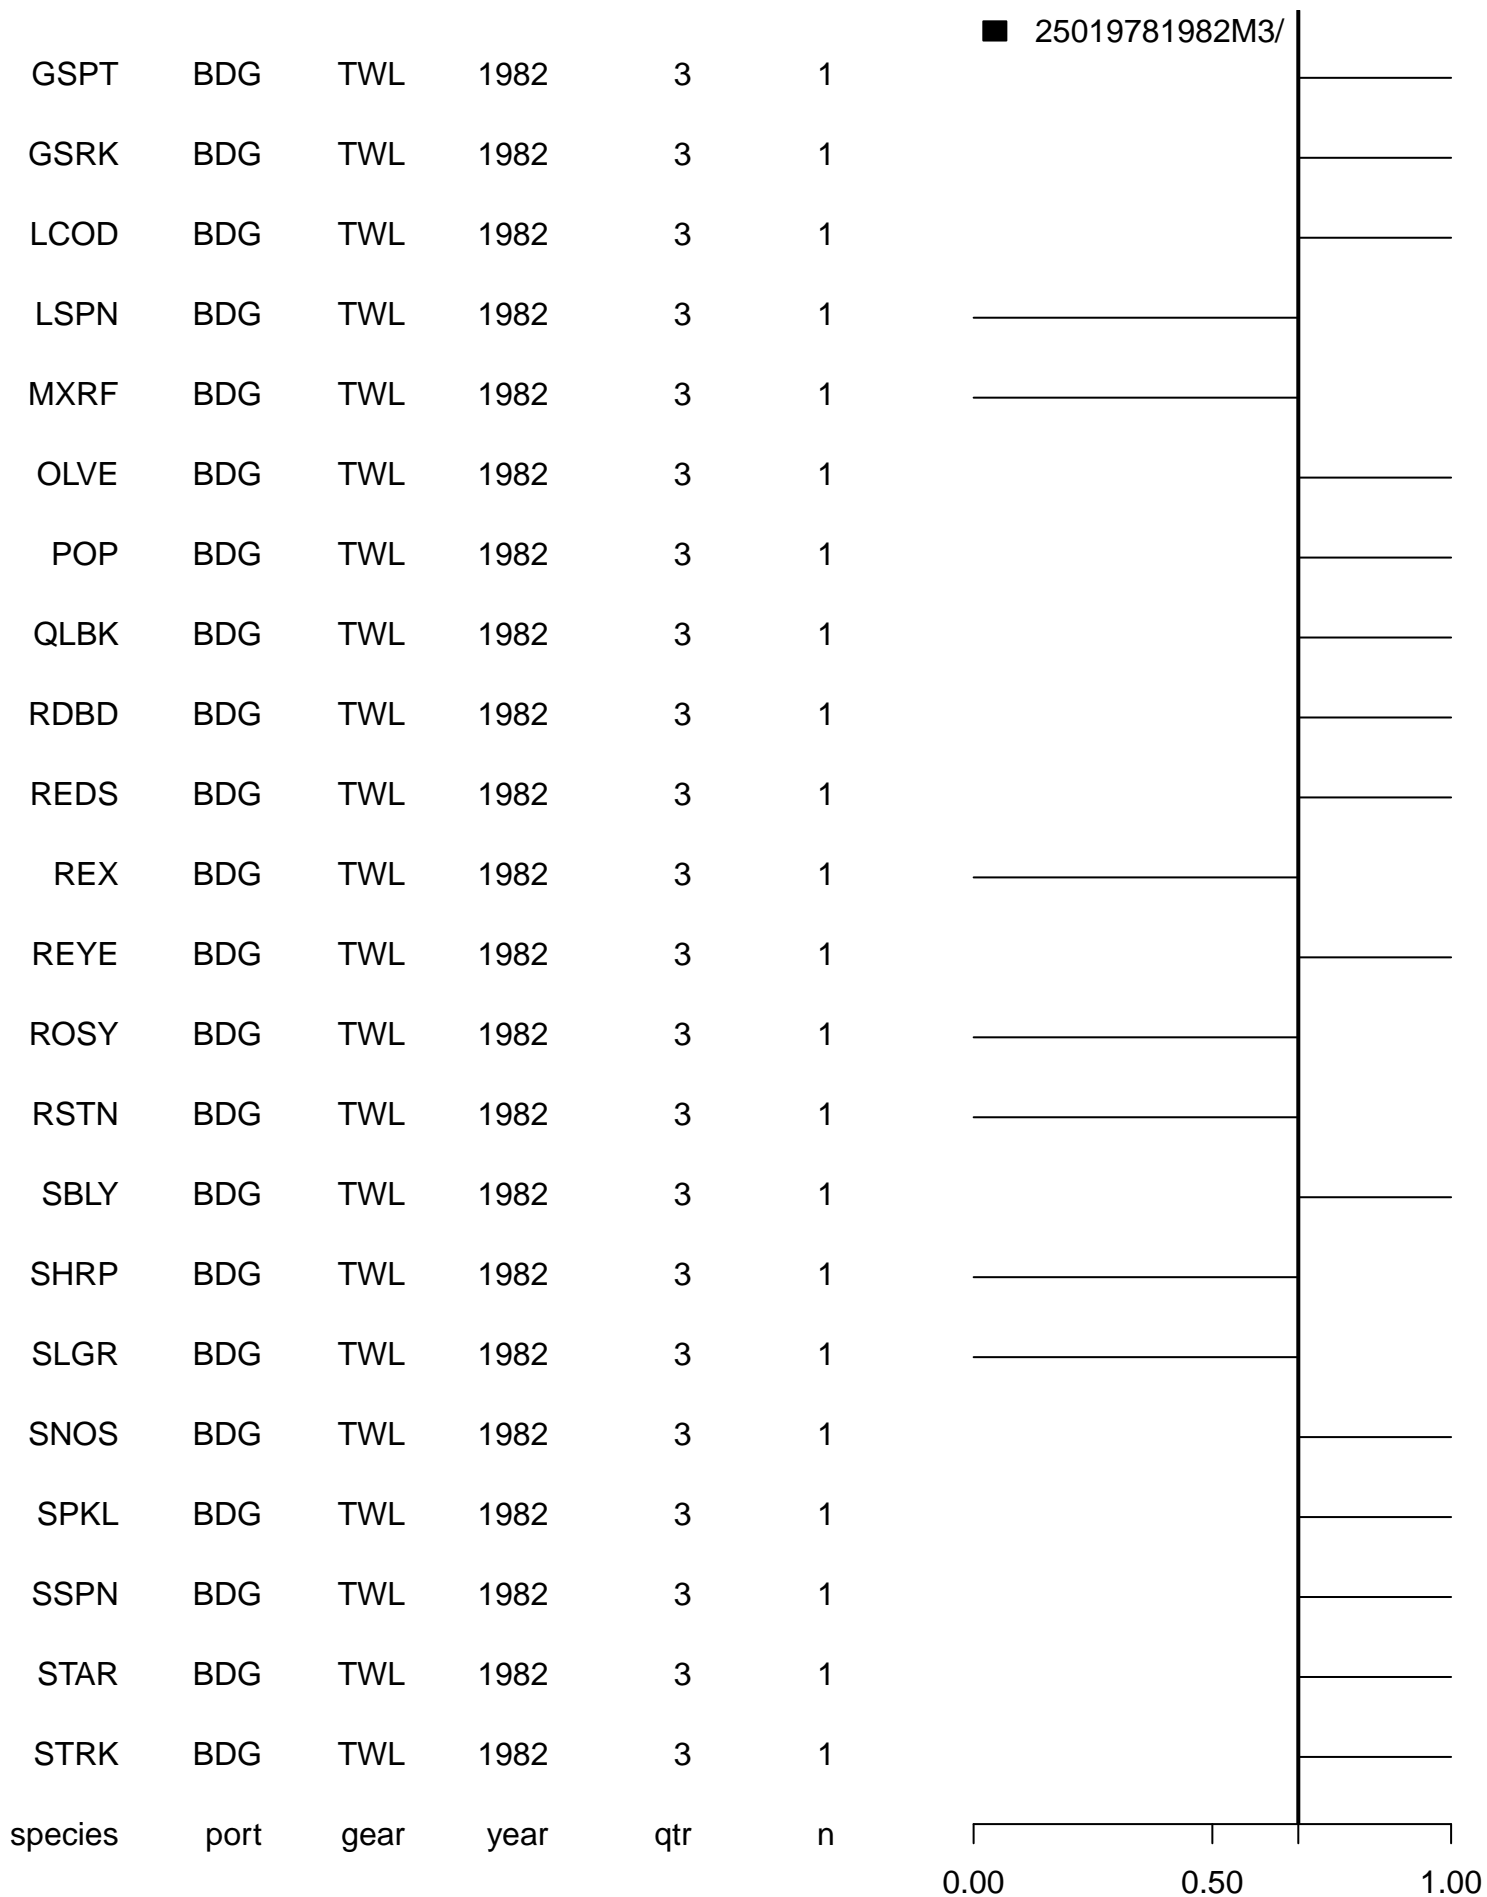 25019781982M3/
GSPT BDG TWL 1982 3 1
GSRK BDG TWL 1982 3 1
LCOD BDG TWL 1982 3 1
LSPN BDG TWL 1982 3 1
MXRF BDG TWL 1982 3 1
OLVE BDG TWL 1982 3 1
POP BDG TWL 1982 3 1
QLBK BDG TWL 1982 3 1
RDBD BDG TWL 1982 3 1
REDS BDG TWL 1982 3 1
REX BDG TWL 1982 3 1
REYE BDG TWL 1982 3 1
ROSY BDG TWL 1982 3 1
RSTN BDG TWL 1982 3 1
SBLY BDG TWL 1982 3 1
SHRP BDG TWL 1982 3 1
SLGR BDG TWL 1982 3 1
SNOS BDG TWL 1982 3 1
SPKL BDG TWL 1982 3 1
SSPN BDG TWL 1982 3 1
STAR BDG TWL 1982 3 1
STRK BDG TWL 1982 3 1
species port gear year qtr n
0.00 0.50 1.00